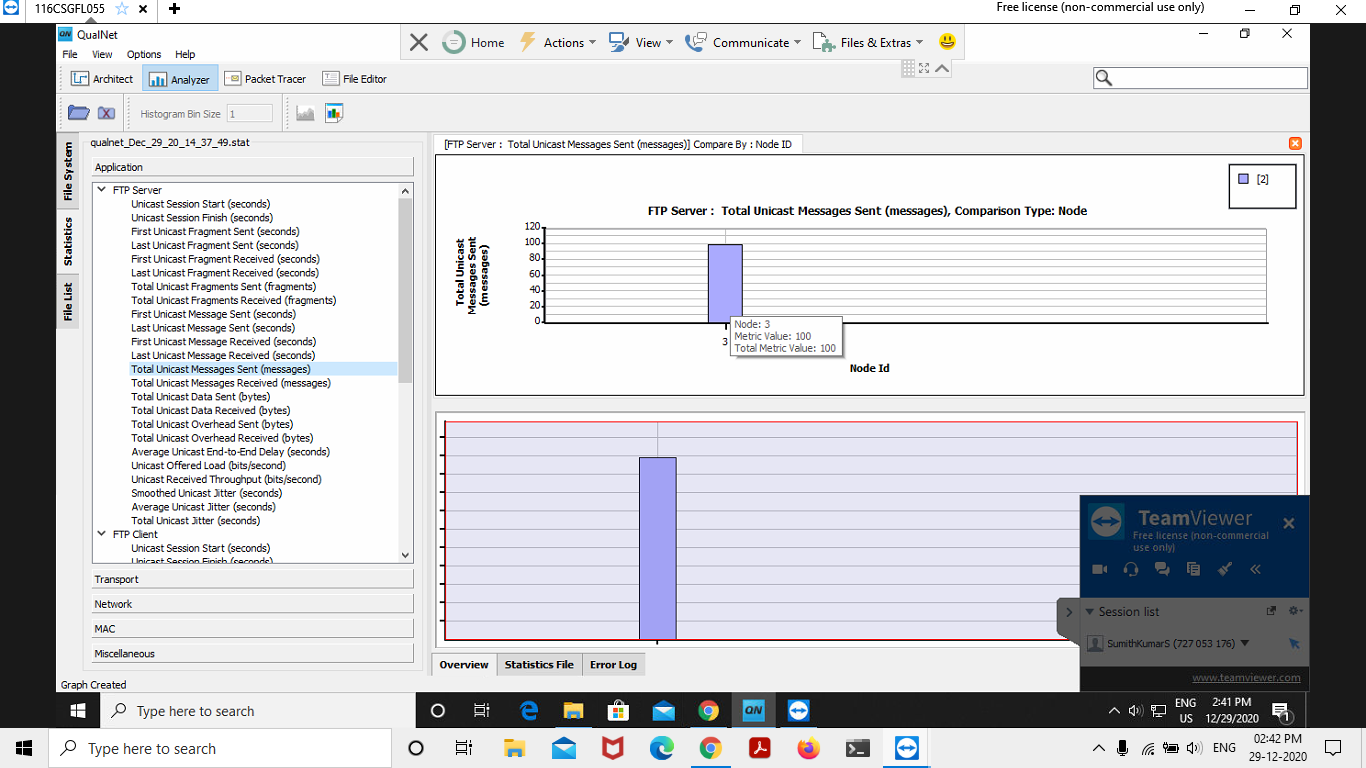 116CSGFL055
Free license (non-commercial use only)
QN QualNet
File View Options Help
Home Actions View Communicate Files & Extras
Architect Analyzer Packet Tracer File Editor
Histogram Bin Size 1
File System
Statistics
File List
qualnet_Dec_29_20_14_37_49.stat
Application
FTP Server
Unicast Session Start (seconds)
Unicast Session Finish (seconds)
First Unicast Fragment Sent (seconds)
Last Unicast Fragment Sent (seconds)
First Unicast Fragment Received (seconds)
Last Unicast Fragment Received (seconds)
Total Unicast Fragments Sent (fragments)
Total Unicast Fragments Received (fragments)
First Unicast Message Sent (seconds)
Last Unicast Message Sent (seconds)
First Unicast Message Received (seconds)
Last Unicast Message Received (seconds)
Total Unicast Messages Sent (messages)
Total Unicast Messages Received (messages)
Total Unicast Data Sent (bytes)
Total Unicast Data Received (bytes)
Total Unicast Overhead Sent (bytes)
Total Unicast Overhead Received (bytes)
Average Unicast End-to-End Delay (seconds)
Unicast Offered Load (bits/second)
Unicast Received Throughput (bits/second)
Smoothed Unicast Jitter (seconds)
Average Unicast Jitter (seconds)
Total Unicast Jitter (seconds)
FTP Client
Unicast Session Start (seconds)
Unicast Session Finish (seconds)
Transport
Network
MAC
Miscellaneous
Graph Created
[FTP Server : Total Unicast Messages Sent (messages)] Compare By : Node ID
[2]
FTP Server : Total Unicast Messages Sent (messages), Comparison Type: Node
Total Unicast
Messages Sent
(messages)
120
100
80
60
40
20
0
3
Node: 3
Metric Value: 100
Total Metric Value: 100
Node Id
TeamViewer
Free license (non-commercial
use only)
Session list
SumithKumarS (727 053 176)
www.teamviewer.com
Overview Statistics File Error Log
Type here to search
QN
ENG
US
2:41 PM
12/29/2020
1
Type here to search
ENG
02:42 PM
29-12-2020